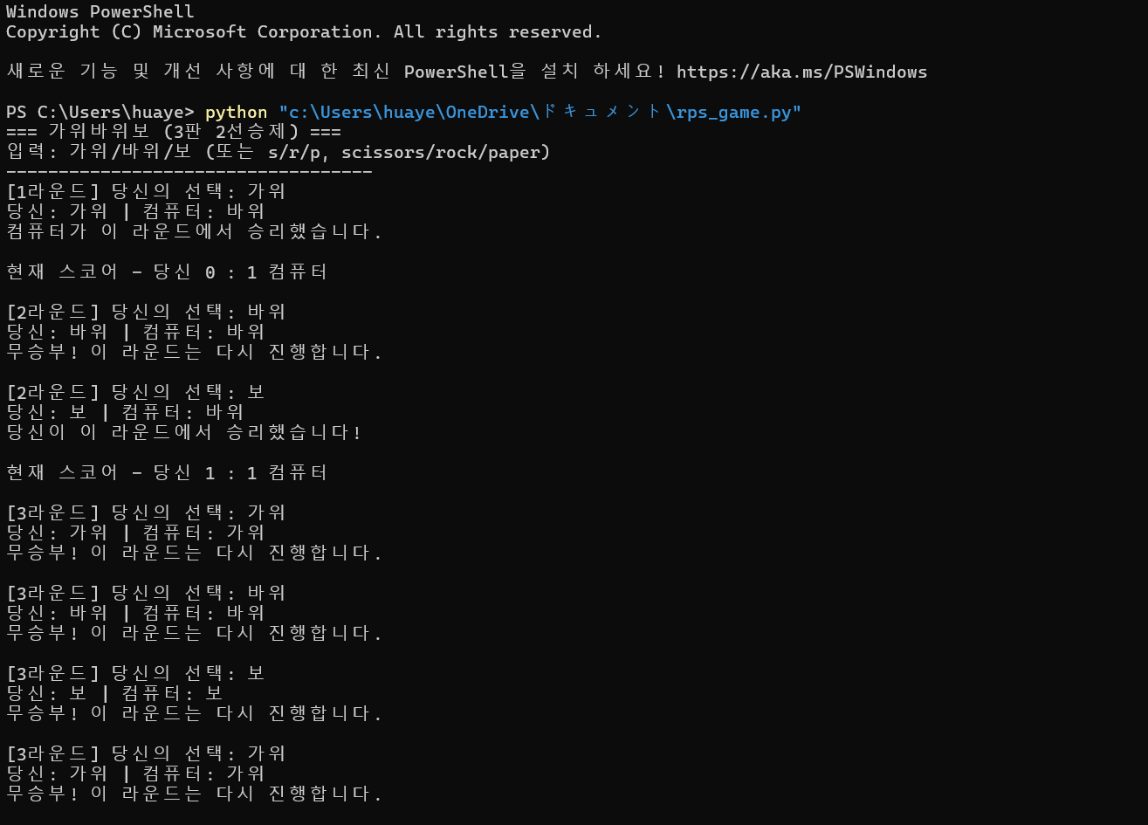 Windows PowerShell
Copyright (C) Microsoft Corporation. All rights reserved.
새로운 기능 및 개선 사항에 대 한 최신 PowerShell을 설치 하세요! https://aka.ms/PSWindows
PS C:\Users\huaye> python "c:\Users\huaye\OneDrive\ドキュメント\rps_game.py"
=== 가위바위보 (3판 2선승제) ===
입력: 가위/바위/보 (또는 s/r/p, scissors/rock/paper)
-----------------------------------
[1라운드] 당신의 선택: 가위
당신: 가위 | 컴퓨터: 바위
컴퓨터가 이 라운드에서 승리했습니다.
현재 스코어 - 당신 0 : 1 컴퓨터
[2라운드] 당신의 선택: 바위
당신: 바위 | 컴퓨터: 바위
무승부! 이 라운드는 다시 진행합니다.
[2라운드] 당신의 선택: 보
당신: 보 | 컴퓨터: 바위
당신이 이 라운드에서 승리했습니다!
현재 스코어 - 당신 1 : 1 컴퓨터
[3라운드] 당신의 선택: 가위
당신: 가위 | 컴퓨터: 가위
무승부! 이 라운드는 다시 진행합니다.
[3라운드] 당신의 선택: 바위
당신: 바위 | 컴퓨터: 바위
무승부! 이 라운드는 다시 진행합니다.
[3라운드] 당신의 선택: 보
당신: 보 | 컴퓨터: 보
무승부! 이 라운드는 다시 진행합니다.
[3라운드] 당신의 선택: 가위
당신: 가위 | 컴퓨터: 가위
무승부! 이 라운드는 다시 진행합니다.